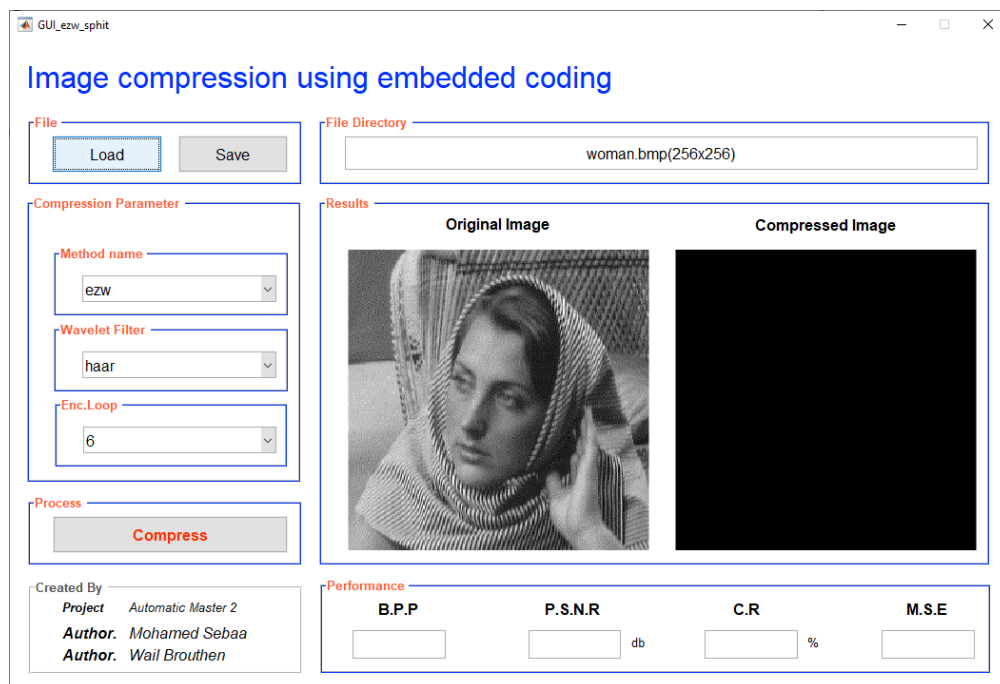 GUI_ezw_sphit
Image compression using embedded coding
File
Load Save
File Directory
woman.bmp(256x256)
Compression Parameter
Method name
ezw
Wavelet Filter
haar
Enc.Loop
6
Process
Compress
Results
Original Image Compressed Image
Created By
Project Automatic Master 2
Author. Mohamed Sebaa
Author. Wail Brouthen
Performance
B.P.P P.S.N.R C.R M.S.E
db %